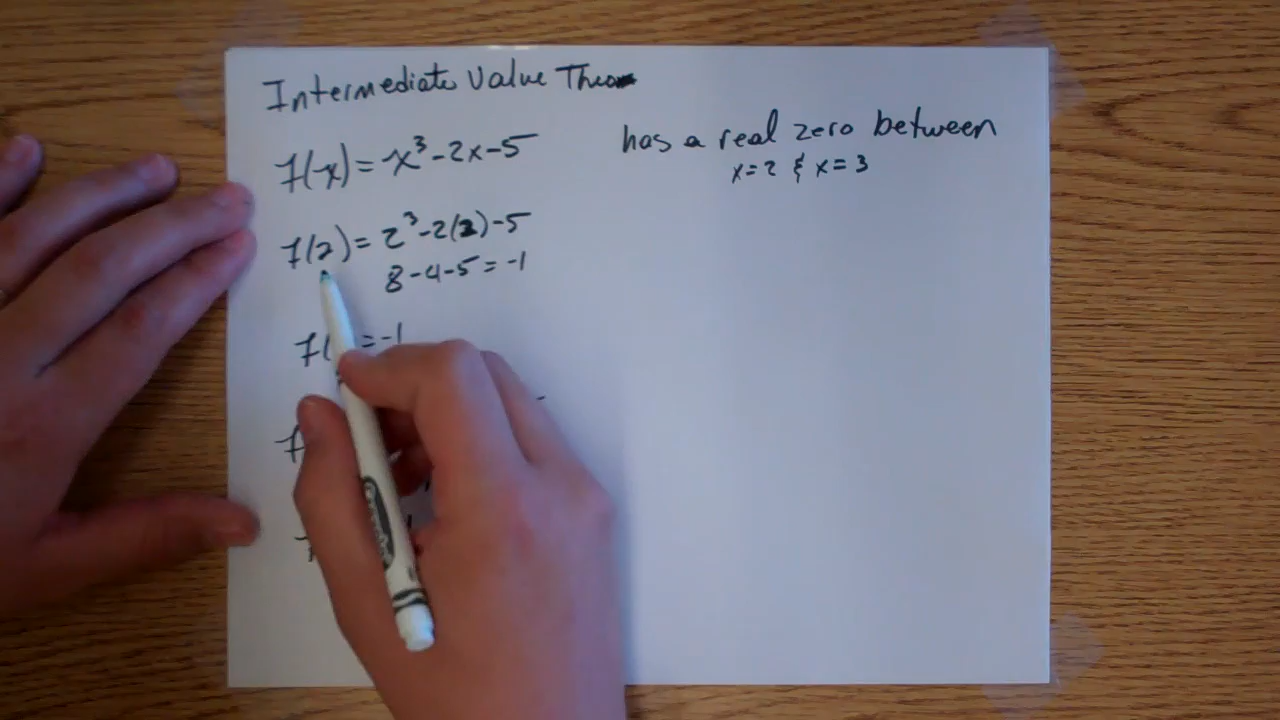 Intermediate Value
f(x) = x³ - 2x - 5
has a real zero between
x = 2 & x = 3
f(2) = 2³ - 2(2) - 5
8 - 4 - 5 = -1
f( = -1
f